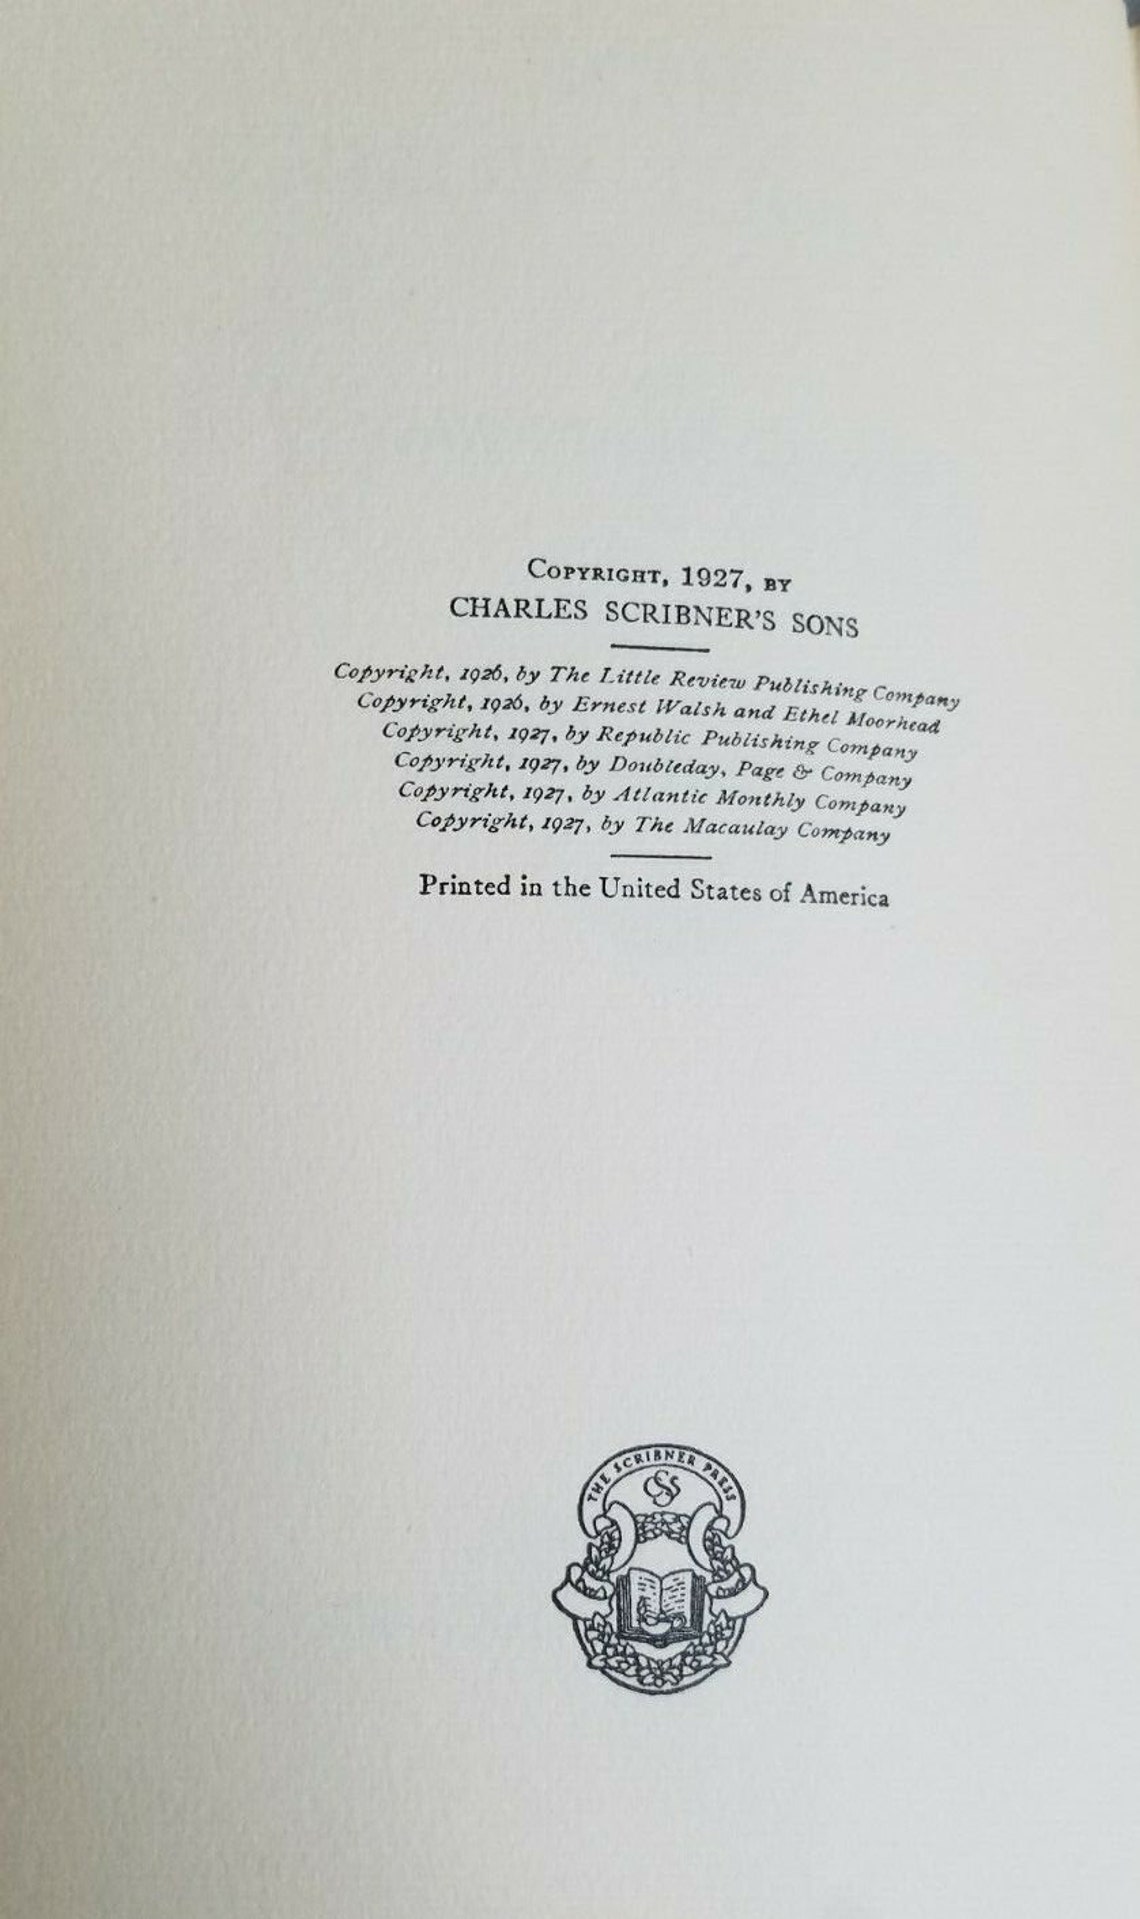 COPYRIGHT, 1927, BY
CHARLES SCRIBNER'S SONS
Copyright, 1926, by The Little Review Publishing Company
Copyright, 1926, by Ernest Walsh and Ethel Moorhead
Copyright, 1927, by Republic Publishing Company
Copyright, 1927, by Doubleday, Page & Company
Copyright, 1927, by Atlantic Monthly Company
Copyright, 1927, by The Macaulay Company
Printed in the United States of America
THE SCRIBNER PRESS
CSS